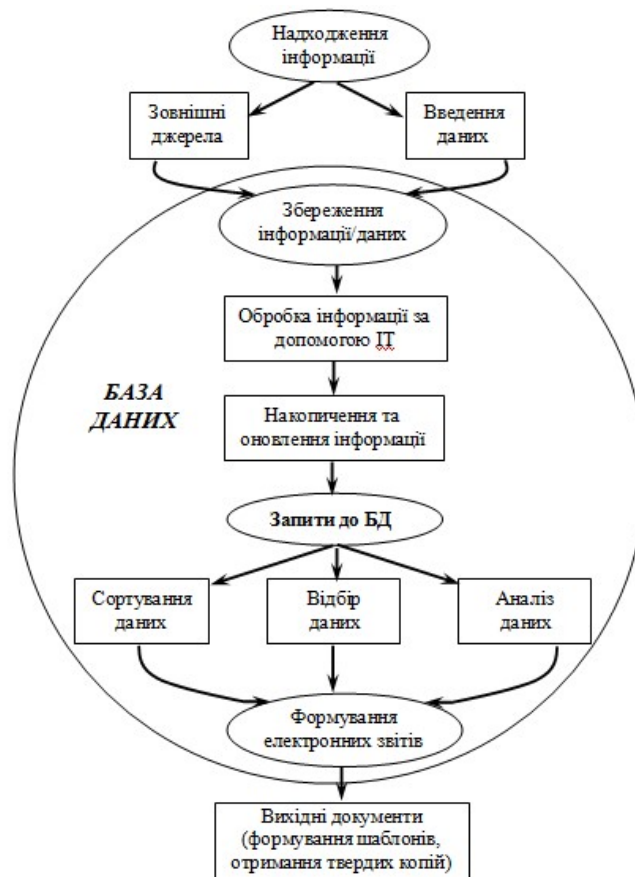 Надходження
інформації
Зовнішні
джерела
Введення
даних
Збереження
інформації/даних
Обробка інформації за
допомогою ІТ
БАЗА
ДАНИХ
Накопичення та
оновлення інформації
Запити до БД
Сортування
даних
Відбір
даних
Аналіз
даних
Формування
електронних звітів
Вихідні документи
(формування шаблонів,
отримання твердих копій)